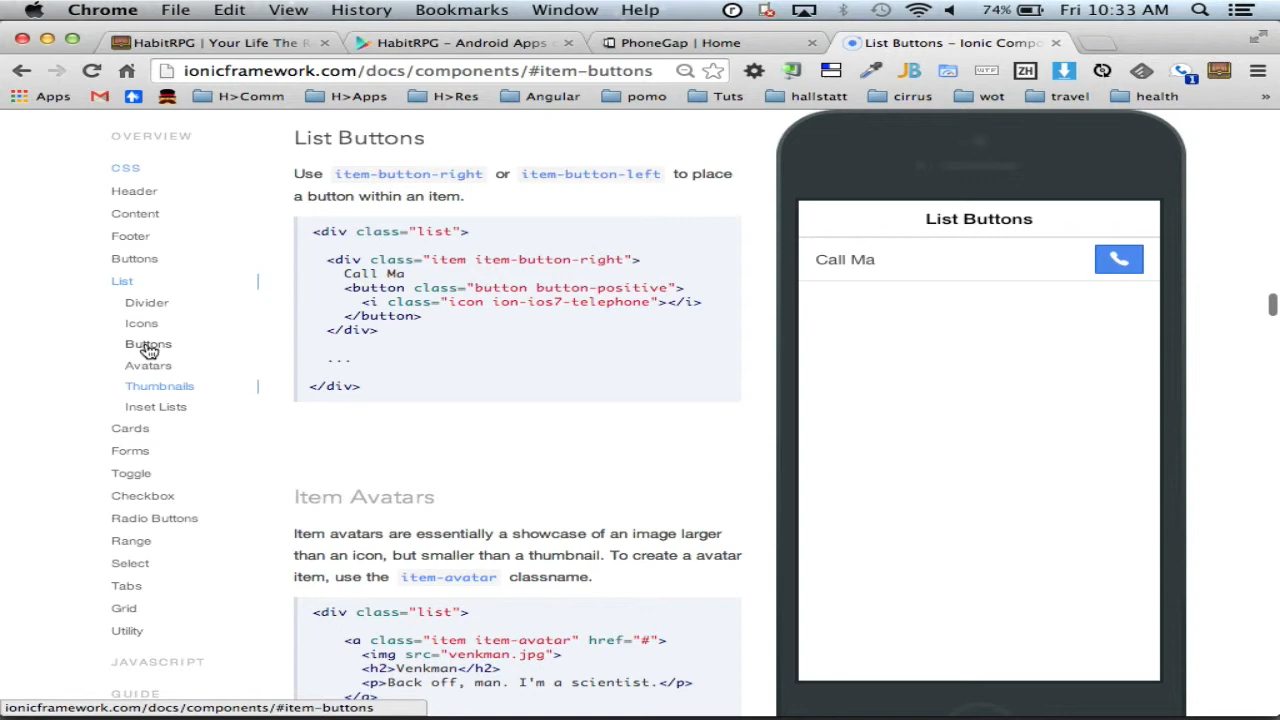 Chrome File Edit View History Bookmarks Window Help 74% Fri 10:33 AM
HabitRPG | Your Life The R
HabitRPG - Android Apps
PhoneGap | Home
List Buttons – Ionic Compo
ionicframework.com/docs/components/#item-buttons
Apps H>Comm H>Apps H>Res Angular pomo Tuts hallstatt cirrus wot travel health »
OVERVIEW
CSS
Header
Content
Footer
Buttons
List
Divider
Icons
Buttons
Avatars
Thumbnails
Inset Lists
Cards
Forms
Toggle
Checkbox
Radio Buttons
Range
Select
Tabs
Grid
Utility
JAVASCRIPT
GUIDE
List Buttons
Use item-button-right or item-button-left to place
a button within an item.
<div class="list">
<div class="item item-button-right">
Call Ma
<button class="button button-positive">
<i class="icon ion-ios7-telephone"></i>
</button>
</div>
...
</div>
Item Avatars
Item avatars are essentially a showcase of an image larger
than an icon, but smaller than a thumbnail. To create a avatar
item, use the item-avatar classname.
<div class="list">
<a class="item item-avatar" href="#">
<img src="venkman.jpg">
<h2>Venkman</h2>
<p>Back off, man. I'm a scientist.</p>
</a>
List Buttons
Call Ma
ionicframework.com/docs/components/#item-buttons